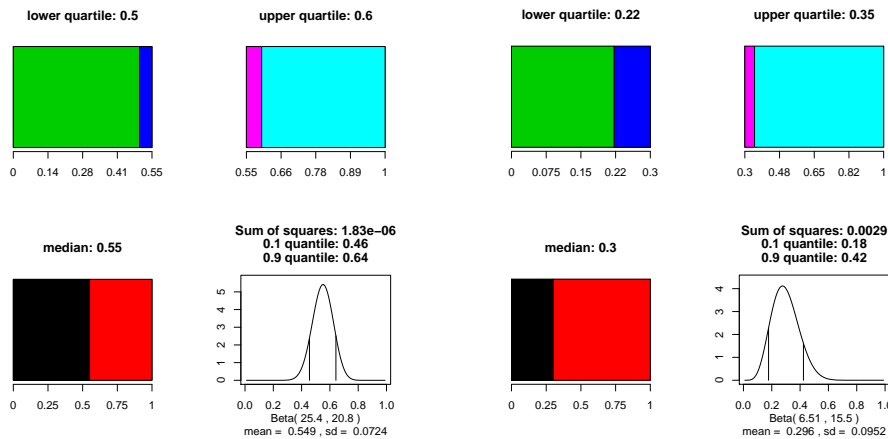 lower quartile: 0.5
upper quartile: 0.6
lower quartile: 0.22
upper quartile: 0.35
0 0.14 0.28 0.41 0.55
0.55 0.66 0.78 0.89 1
0 0.075 0.15 0.22 0.3
0.3 0.48 0.65 0.82 1
median: 0.55
Sum of squares: 1.83e−06
0.1 quantile: 0.46
0.9 quantile: 0.64
median: 0.3
Sum of squares: 0.0029
0.1 quantile: 0.18
0.9 quantile: 0.42
0 0.25 0.5 0.75 1
0 1 2 3 4 5
0.0 0.2 0.4 0.6 0.8 1.0
Beta( 25.4 , 20.8 )
mean = 0.549 , sd = 0.0724
0 0.25 0.5 0.75 1
0 1 2 3 4
0.0 0.2 0.4 0.6 0.8
Beta( 6.51 , 15.5 )
mean = 0.296 , sd = 0.0952